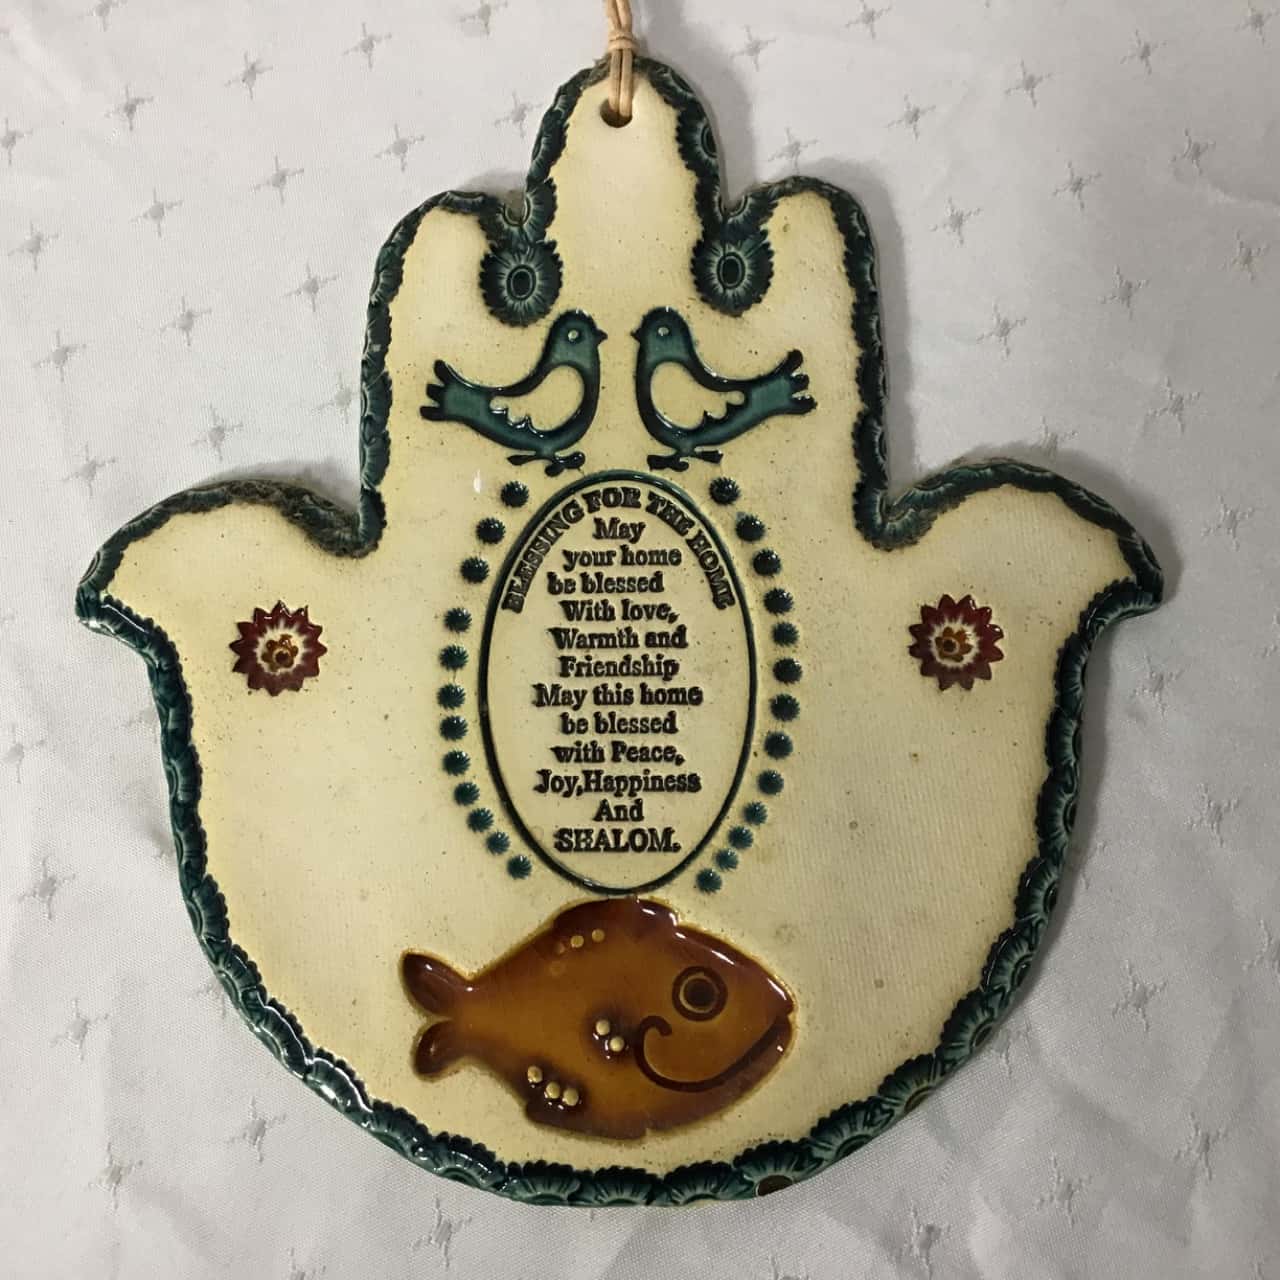 BLESSING FOR THE HOME
May
your home
be blessed
With love,
Warmth and
Friendship
May this home
be blessed
with Peace,
Joy,Happiness
And
SHALOM.